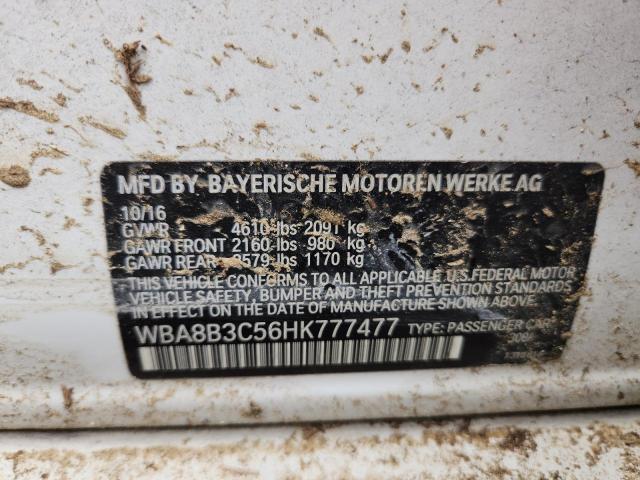 MFD BY BAYERISCHE MOTOREN WERKE AG
10/16
GVWR 4610 lbs 2091 kg
GAWR FRONT 2160 lbs 980 kg
GAWR REAR 2579 lbs 1170 kg
THIS VEHICLE CONFORMS TO ALL APPLICABLE U.S. FEDERAL MOTOR
VEHICLE SAFETY, BUMPER AND THEFT PREVENTION STANDARDS
IN EFFECT ON THE DATE OF MANUFACTURE SHOWN ABOVE.
WBA8B3C56HK777477 TYPE: PASSENGER CAR